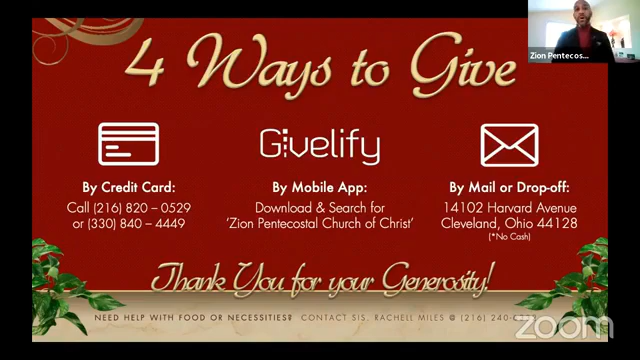 4 Ways to Give
Zion Pentecos...
Givelify
By Credit Card:
Call (216) 820 – 0529
or (330) 840 – 4449
By Mobile App:
Download & Search for
'Zion Pentecostal Church of Christ'
By Mail or Drop-off:
14102 Harvard Avenue
Cleveland, Ohio 44128
(*No Cash)
Thank You for your Generosity!
NEED HELP WITH FOOD OR NECESSITIES? CONTACT SIS. RACHELL MILES @ (216) 240-
zoom